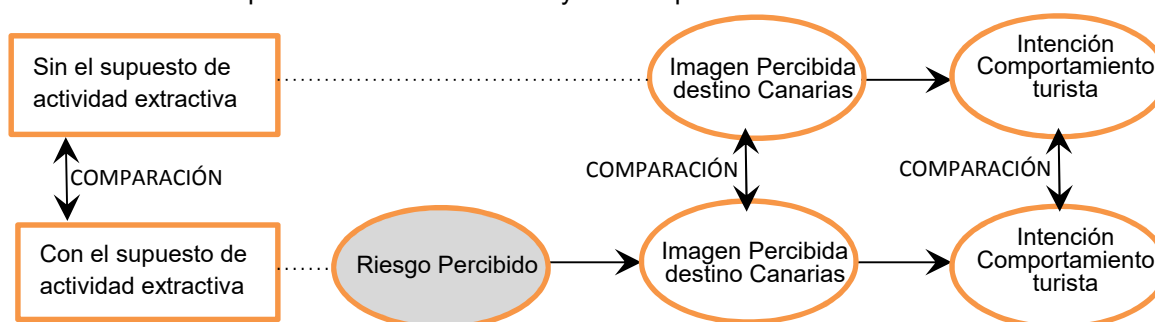 Sin el supuesto de
actividad extractiva
Imagen Percibida
destino Canarias
Intención
Comportamiento
turista
COMPARACIÓN
COMPARACIÓN
COMPARACIÓN
Con el supuesto de
actividad extractiva
Riesgo Percibido
Imagen Percibida
destino Canarias
Intención
Comportamiento
turista